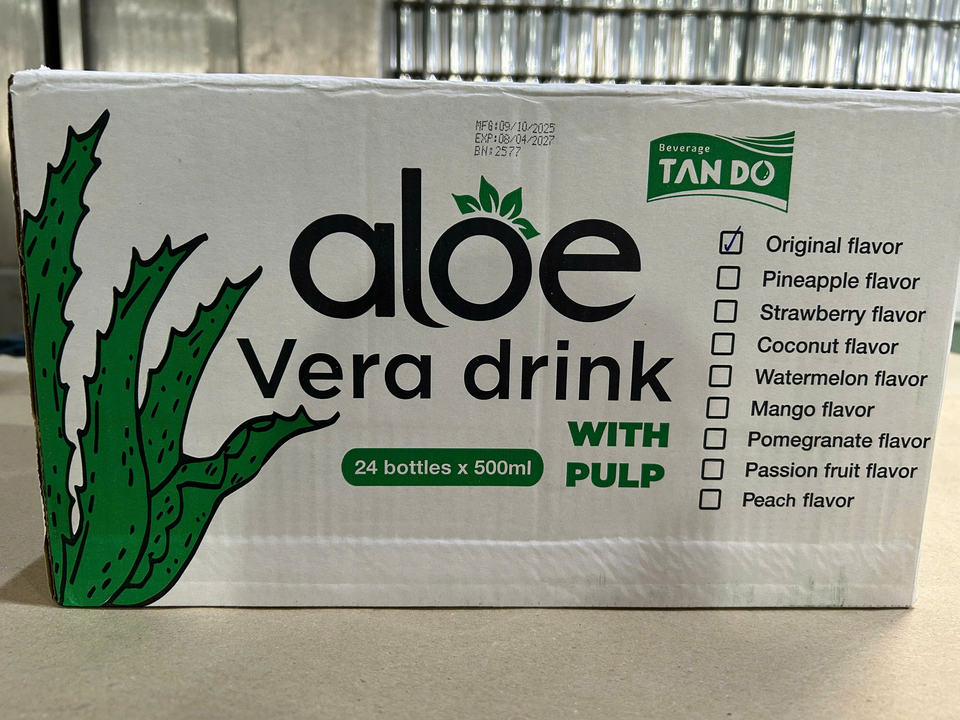 MFG:09/10/2025
EXP:08/04/2027
BN:2577
Beverage
TAN DO
aloe
Vera drink
WITH
PULP
24 bottles x 500ml
Original flavor
Pineapple flavor
Strawberry flavor
Coconut flavor
Watermelon flavor
Mango flavor
Pomegranate flavor
Passion fruit flavor
Peach flavor